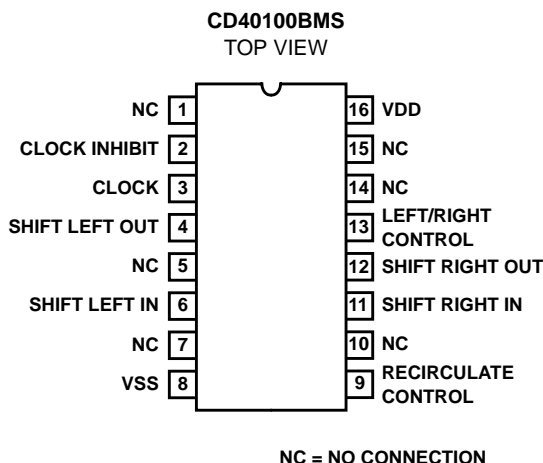 CD40100BMS
TOP VIEW
NC 1
CLOCK INHIBIT 2
CLOCK 3
SHIFT LEFT OUT 4
NC 5
SHIFT LEFT IN 6
NC 7
VSS 8
16 VDD
15 NC
14 NC
13 LEFT/RIGHT
CONTROL
12 SHIFT RIGHT OUT
11 SHIFT RIGHT IN
10 NC
9 RECIRCULATE
CONTROL
NC = NO CONNECTION